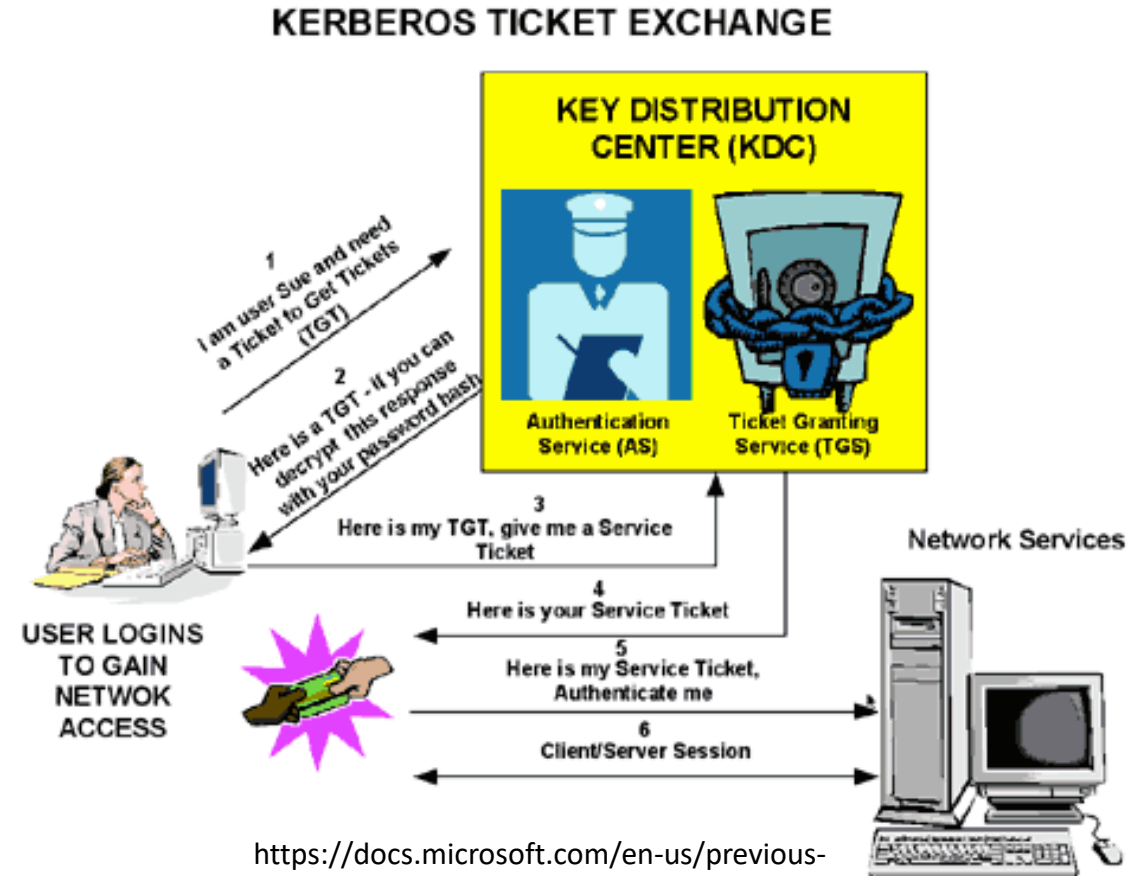 KERBEROS TICKET EXCHANGE
KEY DISTRIBUTION
CENTER (KDC)
Authentication
Service (AS)
Ticket Granting
Service (TGS)
1
I am user Sue and need
a Ticket to Get Tickets
(TGT)
2
Here is a TGT - if you can
decrypt this response
with your password hash
3
Here is my TGT, give me a Service
Ticket
4
Here is your Service Ticket
5
Here is my Service Ticket,
Authenticate me
6
Client/Server Session
USER LOGINS
TO GAIN
NETWOK
ACCESS
Network Services
https://docs.microsoft.com/en-us/previous-